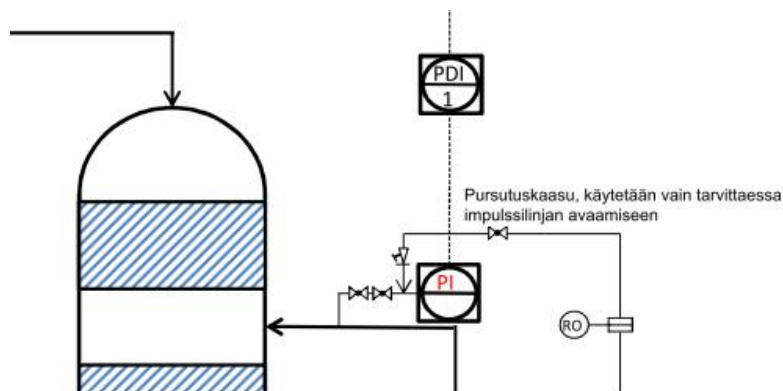 PDI
1
Pursutuskaasu, käytetään vain tarvittaessa
impulssilinjan avaamiseen
PI
RO